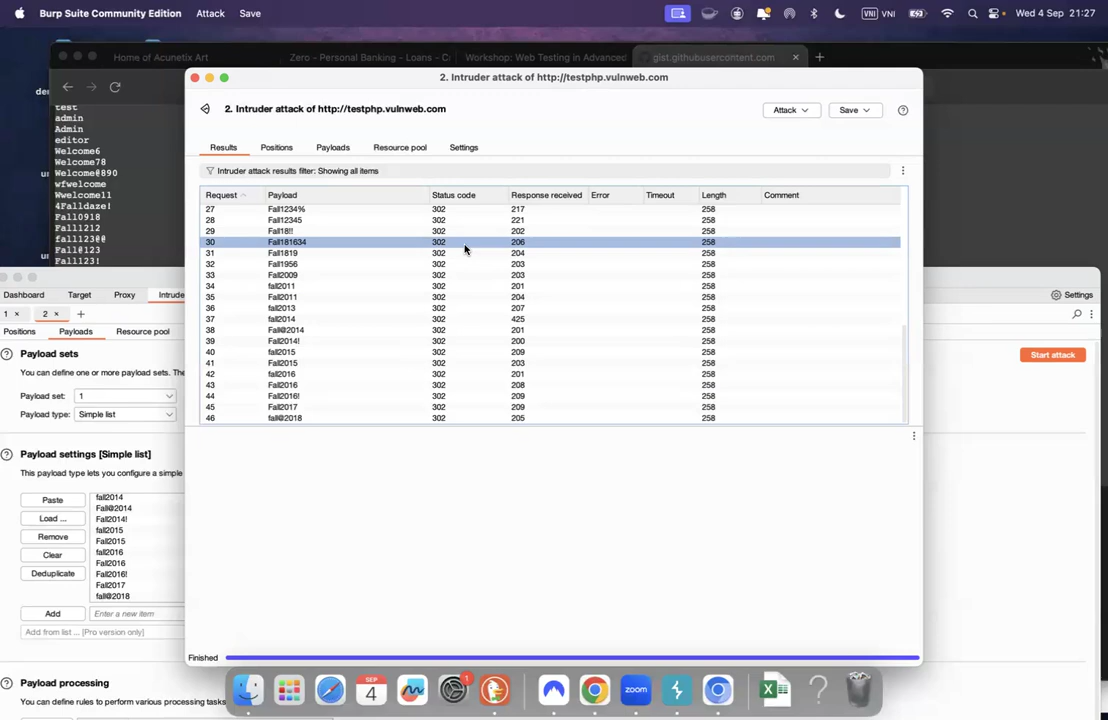 Burp Suite Community Edition Attack Save VNI VNI Wed 4 Sep 21:27
Home of Acunetix Art Zero - Personal Banking - Loans - C Workshop: Web Testing in Advanced gist.githubusercontent.com
test
admin
Admin
editor
Welcome6
Welcome78
Welcome@890
wfwelcome
Wwelcome11
4Falldaze!
Fall0918
Fall1212
fall123@@
Fall@123
Fall123!
2. Intruder attack of http://testphp.vulnweb.com
2. Intruder attack of http://testphp.vulnweb.com Attack Save
Results Positions Payloads Resource pool Settings
Intruder attack results filter: Showing all items
Request Payload Status code Response received Error Timeout Length Comment
27 Fall1234% 302 217 258
28 Fall12345 302 221 258
29 Fall18!! 302 202 258
30 Fall181634 302 206 258
31 Fall1819 302 204 258
32 Fall1956 302 203 258
33 Fall2009 302 203 258
34 fall2011 302 201 258
35 Fall2011 302 204 258
36 fall2013 302 207 258
37 fall2014 302 425 258
38 Fall@2014 302 201 258
39 Fall2014! 302 200 258
40 fall2015 302 209 258
41 Fall2015 302 203 258
42 fall2016 302 201 258
43 Fall2016 302 208 258
44 Fall2016! 302 209 258
45 Fall2017 302 209 258
46 fall@2018 302 205 258
Finished
Dashboard Target Proxy Intruder Settings
1 × 2 × +
Positions Payloads Resource pool
Payload sets
Start attack
You can define one or more payload sets. The
Payload set: 1
Payload type: Simple list
Payload settings [Simple list]
This payload type lets you configure a simple
Paste
Load ...
Remove
Clear
Deduplicate
fall2014
Fall@2014
Fall2014!
fall2015
Fall2015
fall2016
Fall2016
Fall2016!
Fall2017
fall@2018
Add Enter a new item
Add from list ... [Pro version only]
Payload processing
You can define rules to perform various processing tasks
SEP
4
1
zoom